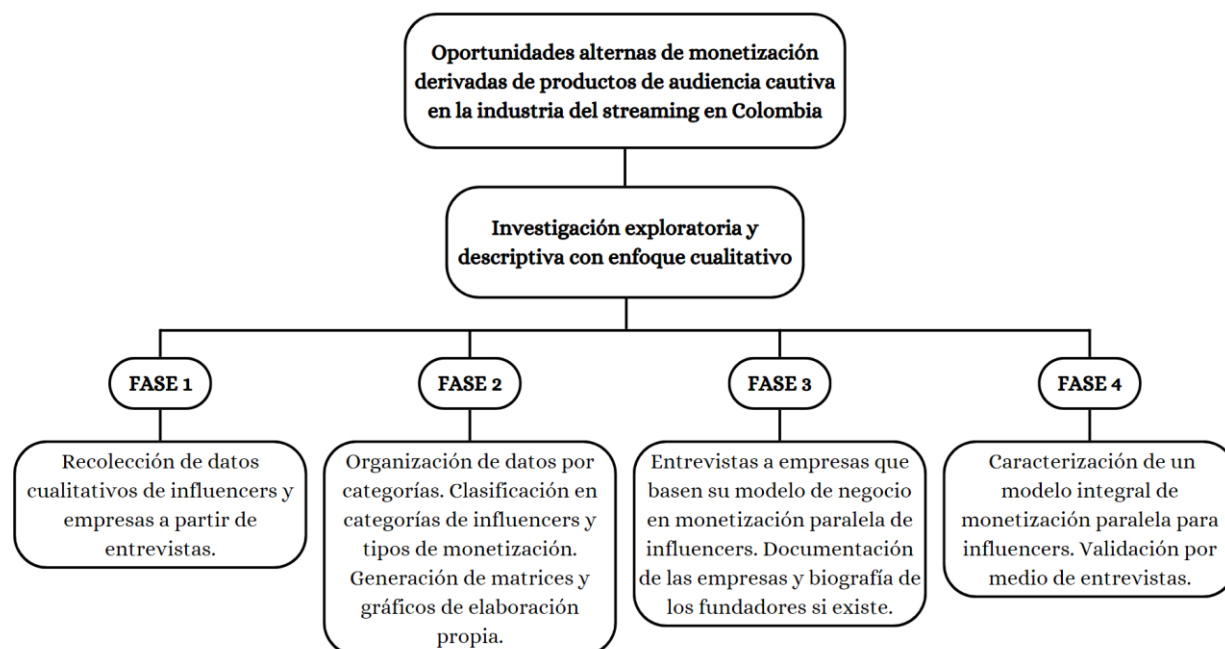 Oportunidades alternas de monetización
derivadas de productos de audiencia cautiva
en la industria del streaming en Colombia
Investigación exploratoria y
descriptiva con enfoque cualitativo
FASE 1
FASE 2
FASE 3
FASE 4
Recolección de datos
cualitativos de influencers y
empresas a partir de
entrevistas.
Organización de datos por
categorías. Clasificación en
categorías de influencers y
tipos de monetización.
Generación de matrices y
gráficos de elaboración
propia.
Entrevistas a empresas que
basen su modelo de negocio
en monetización paralela de
influencers. Documentación
de las empresas y biografía de
los fundadores si existe.
Caracterización de un
modelo integral de
monetización paralela para
influencers. Validación por
medio de entrevistas.